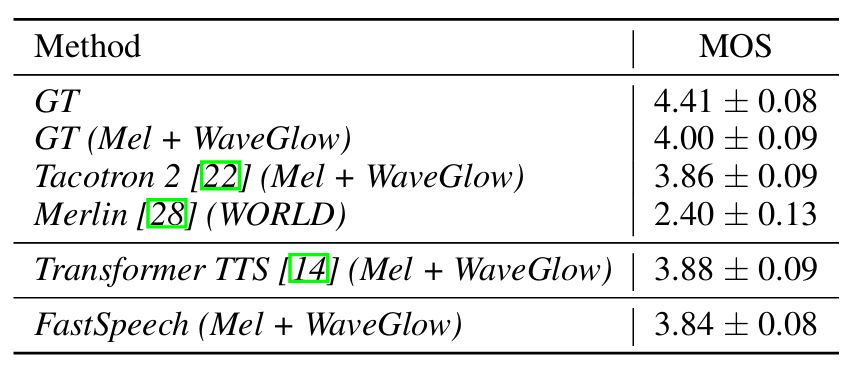 Method MOS
GT 4.41 ± 0.08
GT (Mel + WaveGlow) 4.00 ± 0.09
Tacotron 2 [22] (Mel + WaveGlow) 3.86 ± 0.09
Merlin [28] (WORLD) 2.40 ± 0.13
Transformer TTS [14] (Mel + WaveGlow) 3.88 ± 0.09
FastSpeech (Mel + WaveGlow) 3.84 ± 0.08